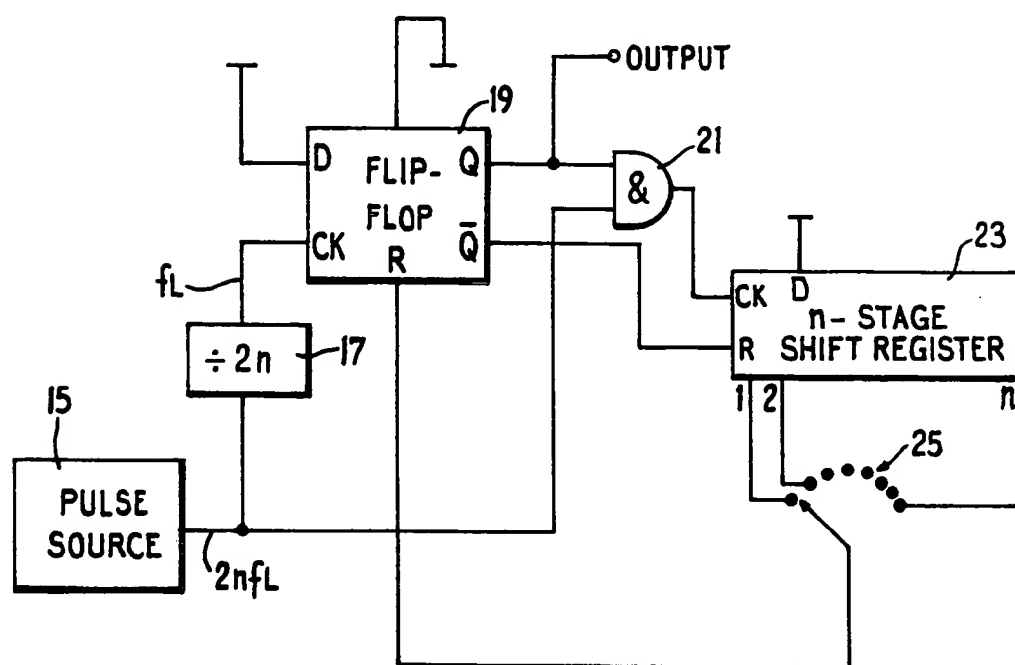 OUTPUT
19
21
D
FLIP-
FLOP
Q
&
CK
Q̅
R
23
fL
CK
D
n- STAGE
SHIFT REGISTER
R
÷ 2n
17
1
2
n
15
25
PULSE
SOURCE
2nfL